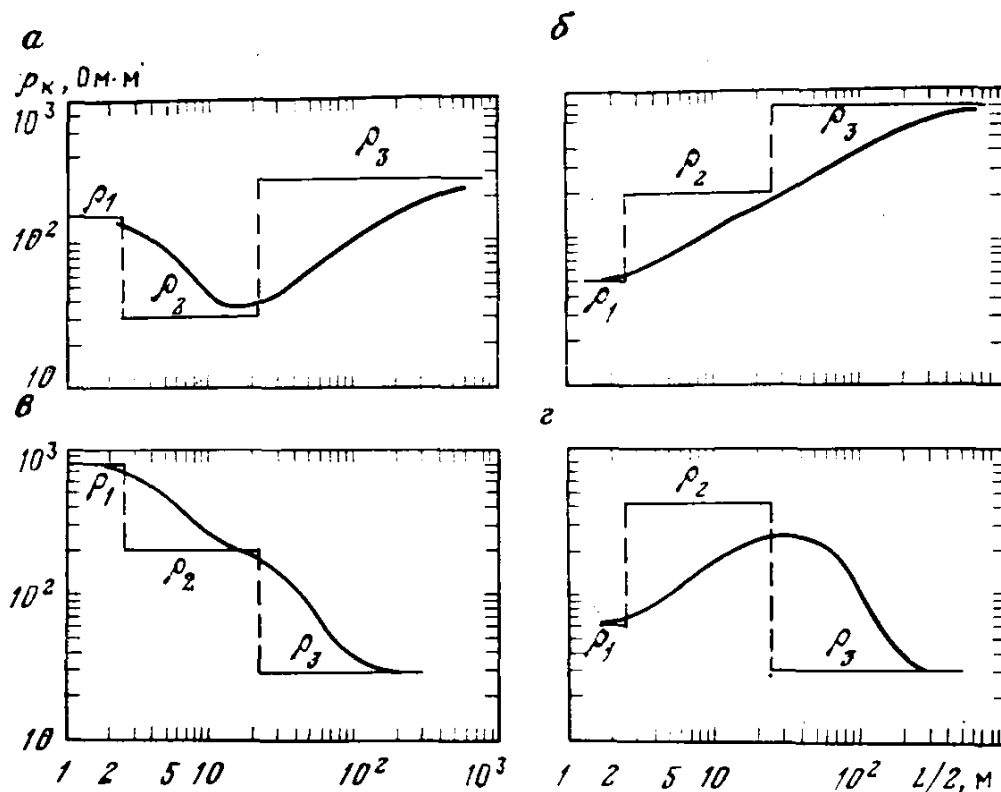 а
б
ρк, Ом·м
10³
ρ₁
ρ₂
ρ₃
10²
10
ρ₁
ρ₂
ρ₃
в
г
10³
ρ₁
ρ₂
ρ₃
10²
10
ρ₁
ρ₂
ρ₃
1 2 5 10 10² 10³
1 2 5 10 10² L/2, м